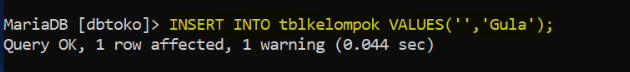 MariaDB [dbtoko]> INSERT INTO tblkelompok VALUES('','Gula');
Query OK, 1 row affected, 1 warning (0.044 sec)